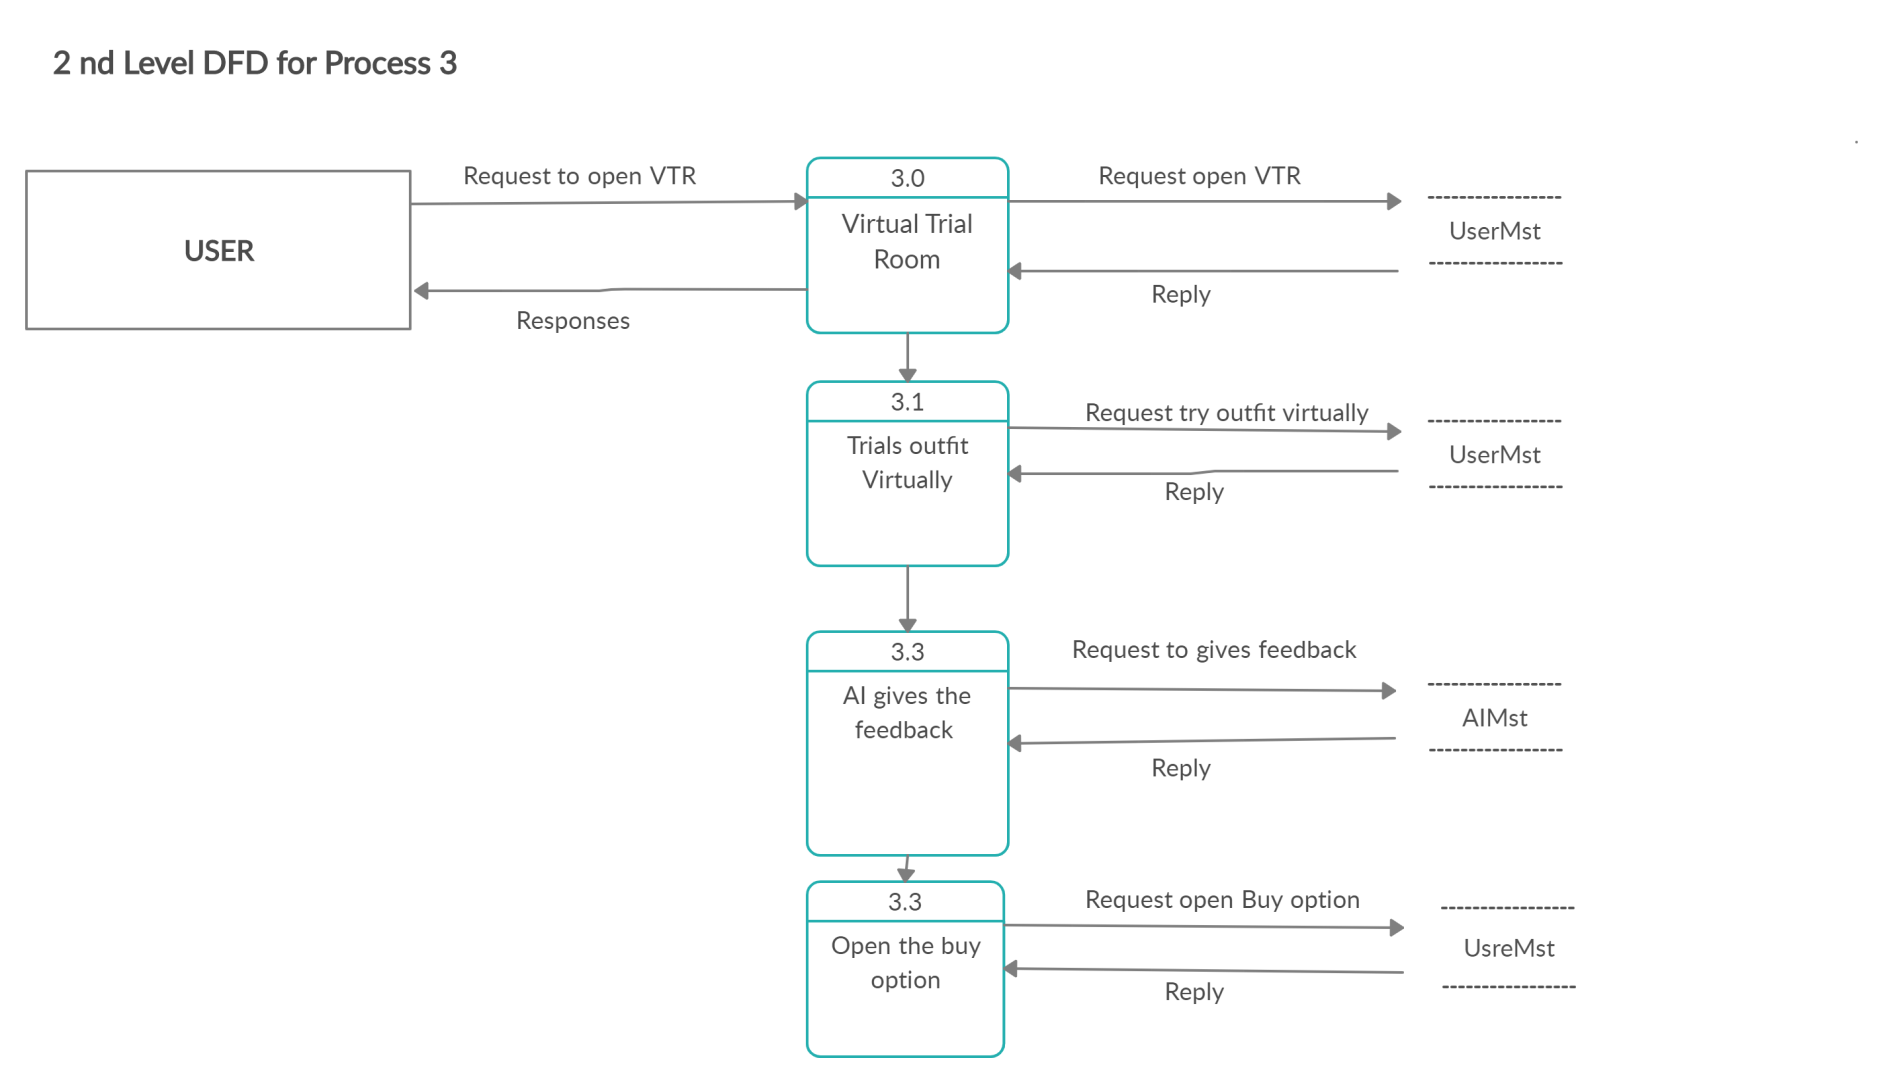 2 nd Level DFD for Process 3
USER
Request to open VTR
Responses
3.0
Virtual Trial
Room
Request open VTR
Reply
UserMst
3.1
Trials outfit
Virtually
Request try outfit virtually
Reply
UserMst
3.3
AI gives the
feedback
Request to gives feedback
Reply
AIMst
3.3
Open the buy
option
Request open Buy option
Reply
UsreMst